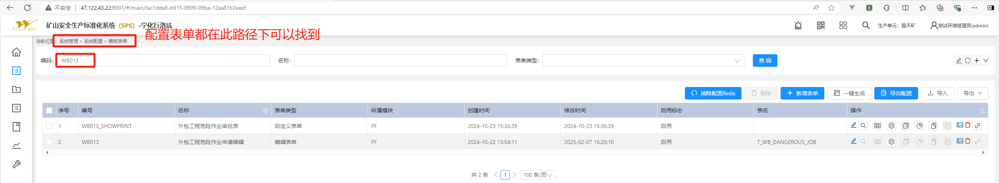 不安全 47.122.43.22:8001/#/main/fac1dde8-b915-8809-09ba-12aa81b2eecf
XTC 矿山安全生产标准化系统（SPS）-宁化行洛坑 生产单元：露天矿 测试环境管理员(admin)
配置表单都在此路径下可以找到
当前位置：系统管理 > 系统配置 > 模板表单
编码：WB013 名称： 表单类型： 查 询
清除配置Redis 删除 新增表单 一键生成 导出配置 导入 导出
序号 编号 名称 表单类型 所属模块 创建时间 修改时间 启用标志 表名 操作
1 WB013_SHOWPRINT 外包工程危险作业审批表 自定义表单 PF 2024-10-23 15:36:39 2024-10-23 15:36:39 启用
2 WB013 外包工程危险作业申请编辑 编辑表单 PF 2024-10-22 13:54:11 2025-02-07 16:20:10 启用 T_WB_DANGEROUS_JOB
共 2 条 1 100 条/页